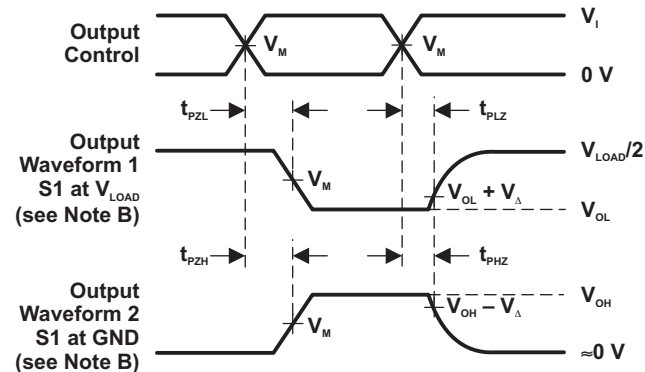 Output
Control
V_I
V_M
V_M
0 V
t_PZL
t_PLZ
Output
Waveform 1
S1 at V_LOAD
(see Note B)
V_LOAD/2
V_M
V_OL + V_Δ
V_OL
t_PZH
t_PHZ
Output
Waveform 2
S1 at GND
(see Note B)
V_OH
V_OH – V_Δ
V_M
≈0 V